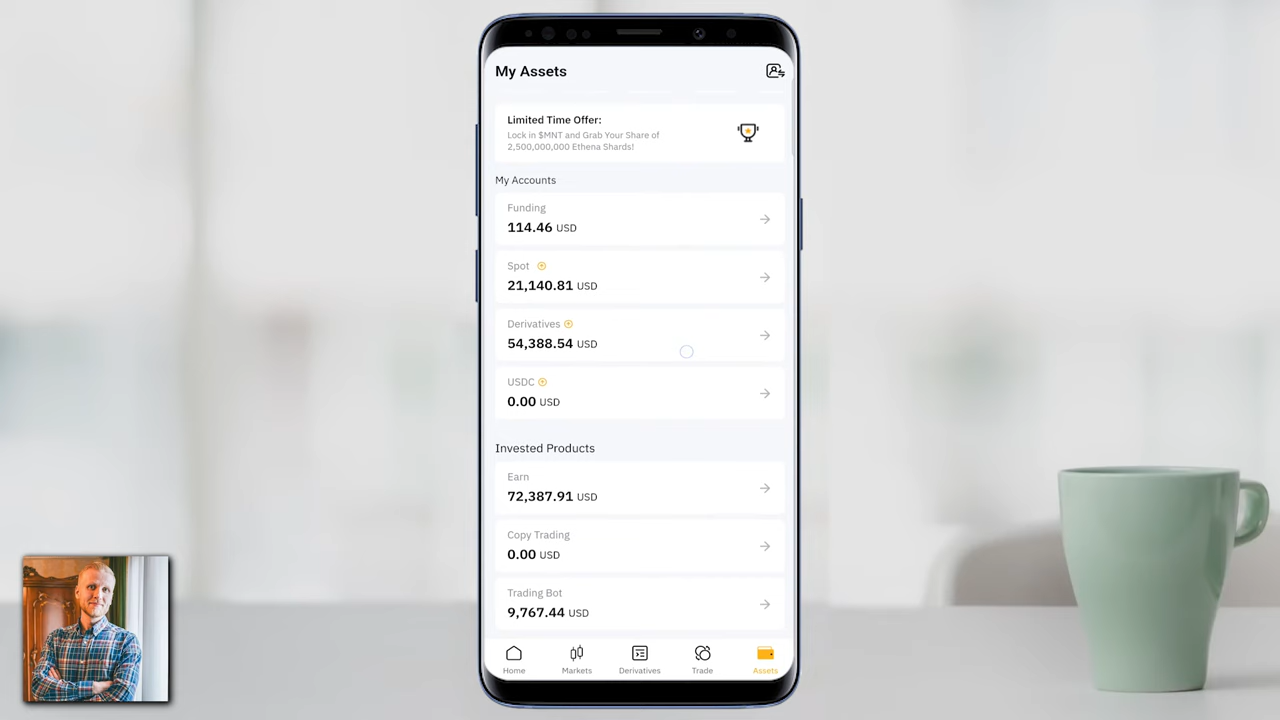 My Assets
Limited Time Offer:
Lock in $MNT and Grab Your Share of
2,500,000,000 Ethena Shards!
My Accounts
Funding
114.46 USD
Spot
21,140.81 USD
Derivatives
54,388.54 USD
USDC
0.00 USD
Invested Products
Earn
72,387.91 USD
Copy Trading
0.00 USD
Trading Bot
9,767.44 USD
Home Markets Derivatives Trade Assets